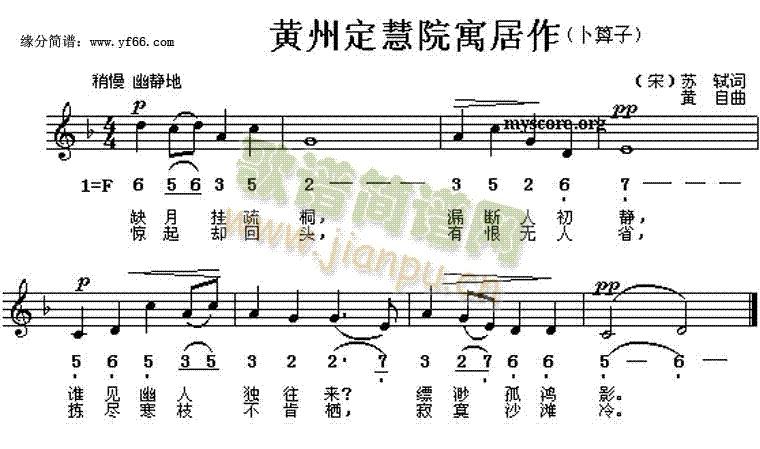 缘分简谱：www.yf66.com
黄州定慧院寓居作（卜算子）
稍慢 幽静地
（宋）苏 轼词
黄 自曲
p pp
myscore.org
4
4
1=F 6 5 6 3 5 2 — — — 3 5 2 6 7 — — —
缺月挂疏桐， 漏断人初静，
惊起却回头， 有恨无人省，
歌谱简谱网
www.jianpu.cn
p pp
5 6 5 3 5 3 2 2· 7 3 2 7 6 6 5 — 6 —
谁见幽人 独往来？ 缥渺孤鸿影。
拣尽寒枝 不肯栖， 寂寞沙滩冷。